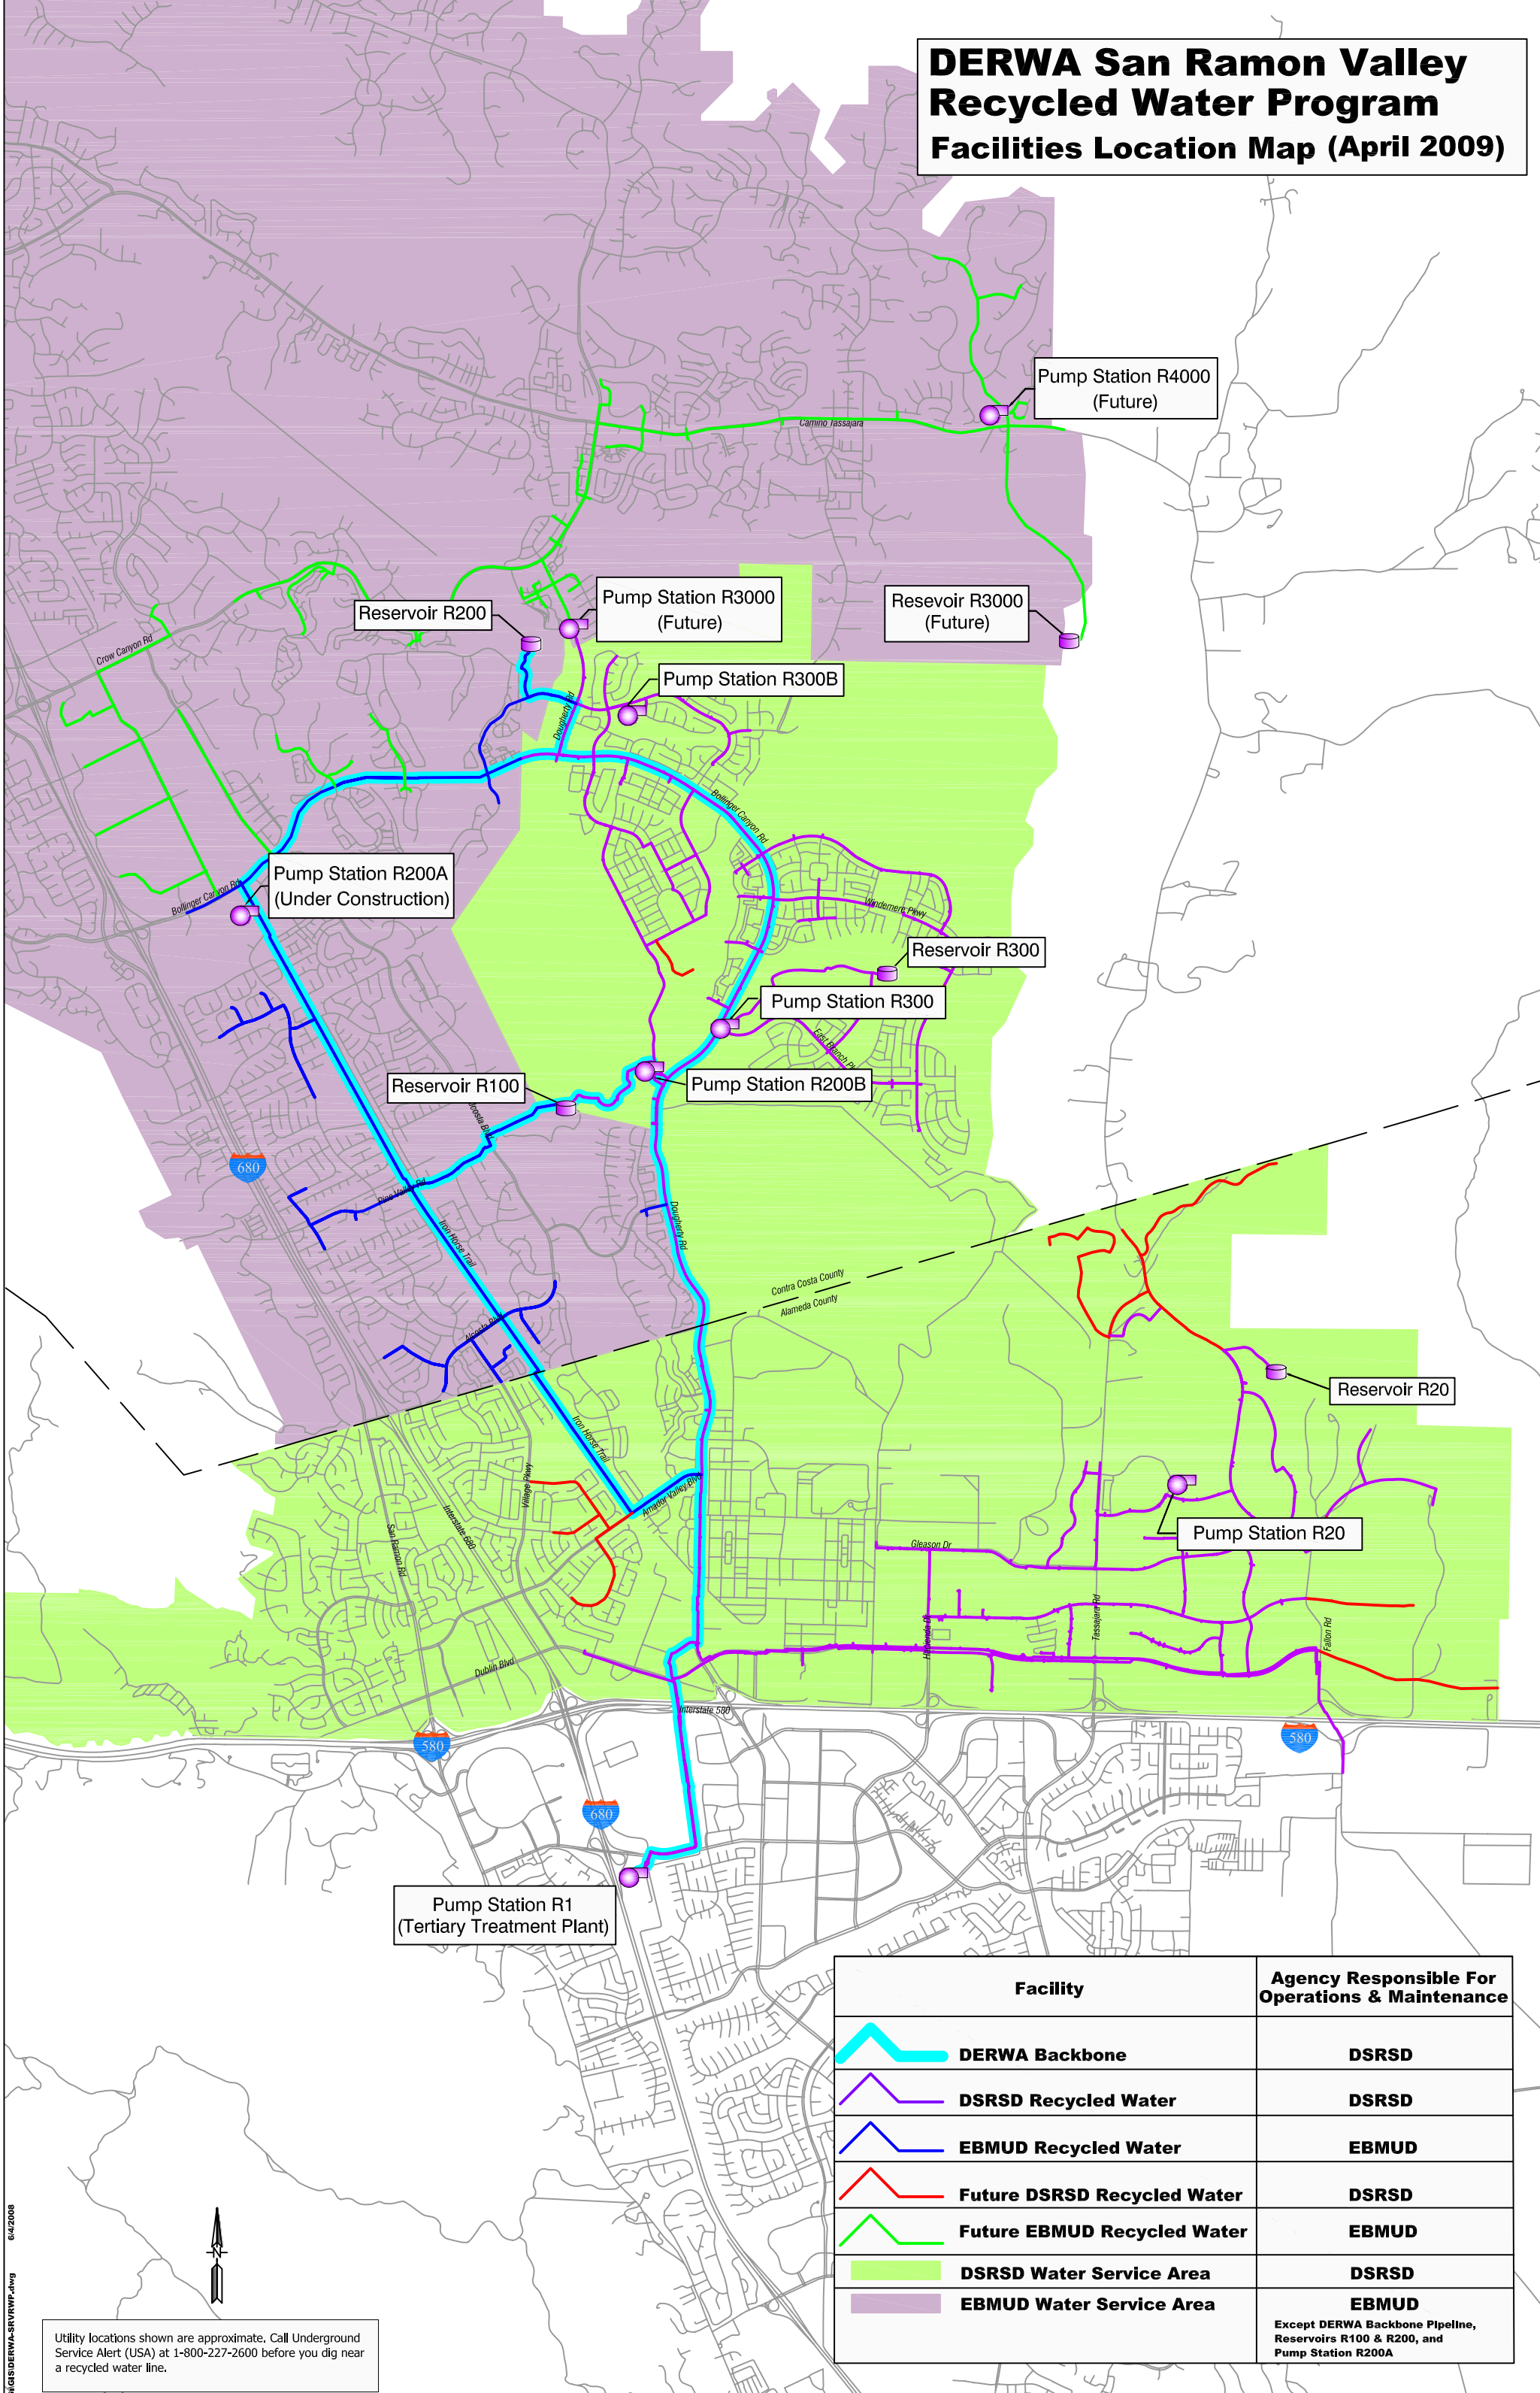 DERWA San Ramon Valley
Recycled Water Program
Facilities Location Map (April 2009)
Pump Station R4000
(Future)
Camino Tassajara
Reservoir R200
Pump Station R3000
(Future)
Resevoir R3000
(Future)
Crow Canyon Rd
Pump Station R300B
Dougherty Rd
Bollinger Canyon Rd
Pump Station R200A
(Under Construction)
Bollinger Canyon Rd
Windemere Pkwy
Reservoir R300
Pump Station R300
East Branch Pk
Reservoir R100
Pump Station R200B
680
Pine Valley Rd
Iron Horse Trail
Dougherty Rd
Contra Costa County
Alameda County
Alcosta Blvd
Reservoir R20
Iron Horse Trail
Village Pkwy
Amador Valley Blvd
Interstate 680
San Ramon Rd
Pump Station R20
Gleason Dr
Hacienda Dr
Tassajara Rd
Fallon Rd
Dublin Blvd
Interstate 580
580
580
680
Pump Station R1
(Tertiary Treatment Plant)
Facility
Agency Responsible For
Operations & Maintenance
DERWA Backbone DSRSD
DSRSD Recycled Water DSRSD
EBMUD Recycled Water EBMUD
Future DSRSD Recycled Water DSRSD
Future EBMUD Recycled Water EBMUD
DSRSD Water Service Area DSRSD
EBMUD Water Service Area EBMUD
Except DERWA Backbone Pipeline,
Reservoirs R100 & R200, and
Pump Station R200A
N
Utility locations shown are approximate. Call Underground
Service Alert (USA) at 1-800-227-2600 before you dig near
a recycled water line.
6/4/2008
\GIS\DERWA-SRVRWP.dwg